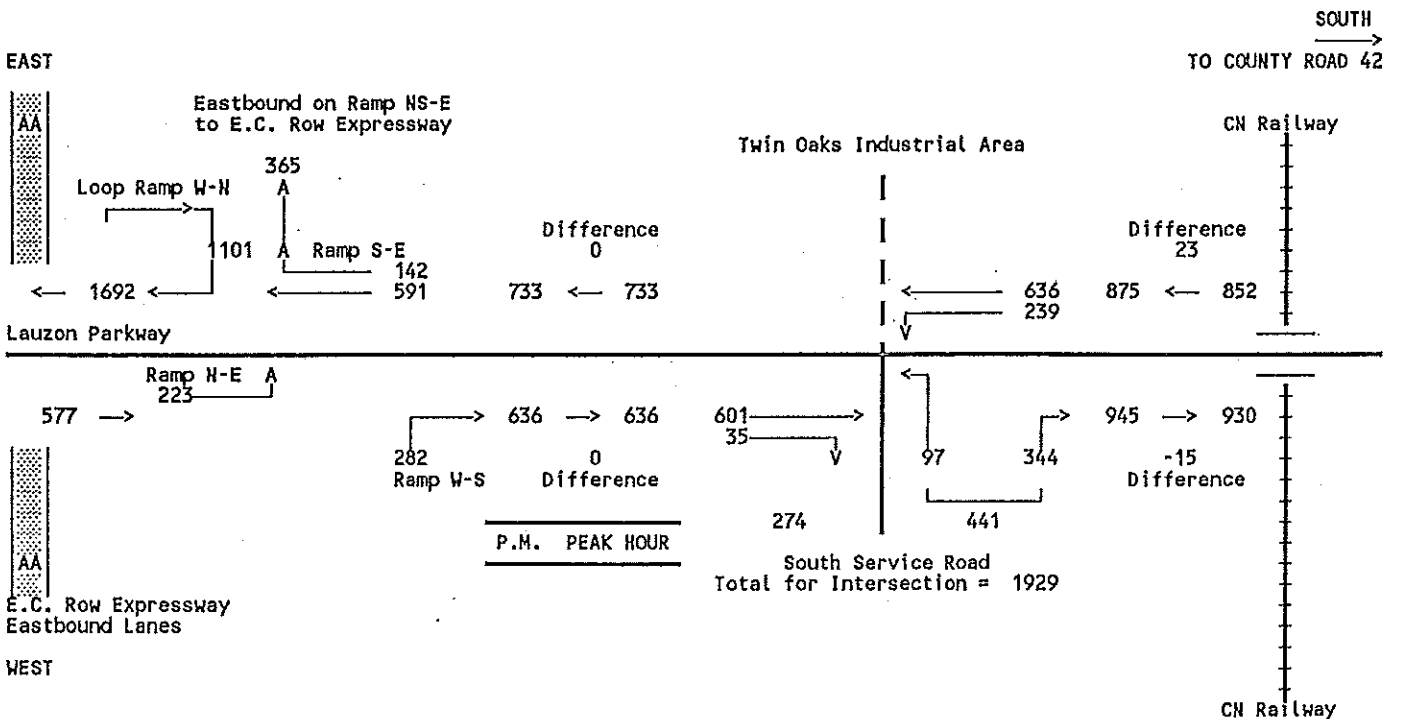 SOUTH
EAST
TO COUNTY ROAD 42
Eastbound on Ramp NS-E
to E.C. Row Expressway
AA
CN Railway
Twin Oaks Industrial Area
365
Loop Ramp W-N
A
Difference
0
Difference
23
1101 A Ramp S-E
142
1692
591
733 733
636
875 852
239
V
Lauzon Parkway
Ramp N-E A
223
577
636 636
601
35
V
945 930
282
Ramp W-S
0
Difference
97
344
-15
Difference
274
441
P.M. PEAK HOUR
AA
South Service Road
Total for Intersection = 1929
E.C. Row Expressway
Eastbound Lanes
WEST
CN Railway